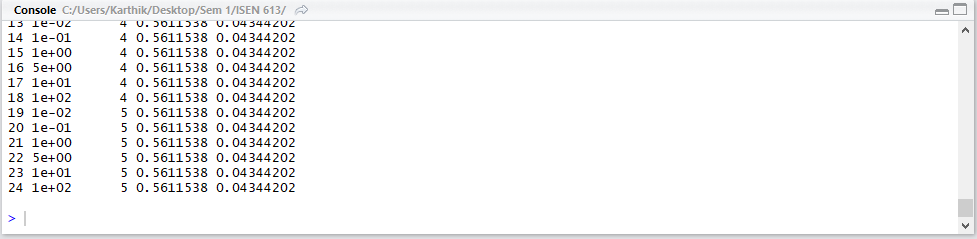 Console C:/Users/Karthik/Desktop/Sem 1/ISEN 613/
13 1e-02 4 0.5611538 0.04344202
14 1e-01 4 0.5611538 0.04344202
15 1e+00 4 0.5611538 0.04344202
16 5e+00 4 0.5611538 0.04344202
17 1e+01 4 0.5611538 0.04344202
18 1e+02 4 0.5611538 0.04344202
19 1e-02 5 0.5611538 0.04344202
20 1e-01 5 0.5611538 0.04344202
21 1e+00 5 0.5611538 0.04344202
22 5e+00 5 0.5611538 0.04344202
23 1e+01 5 0.5611538 0.04344202
24 1e+02 5 0.5611538 0.04344202
>